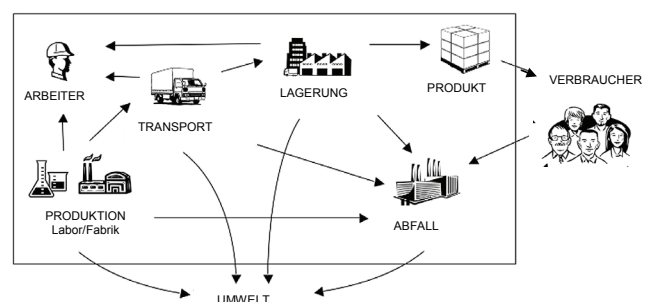 ARBEITER
TRANSPORT
LAGERUNG
PRODUKT
VERBRAUCHER
PRODUKTION
Labor/Fabrik
ABFALL
UMWELT